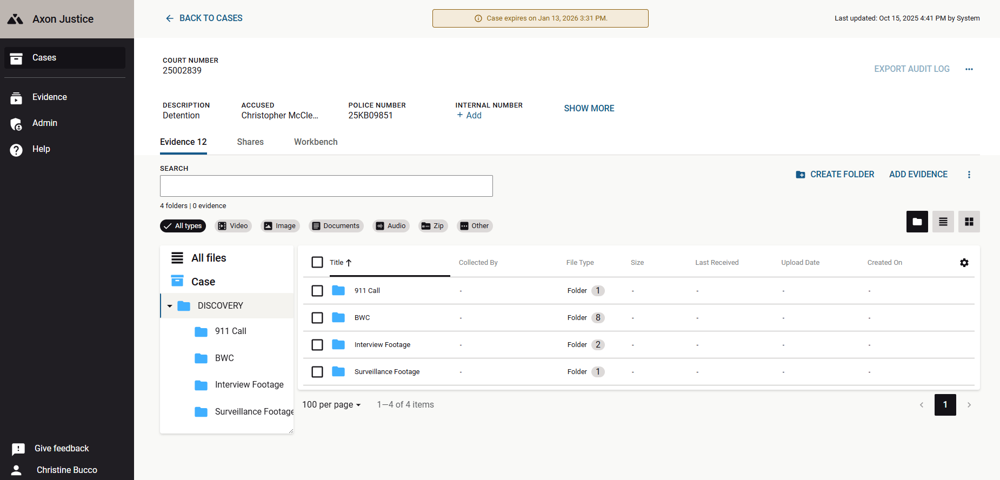 Axon Justice
Cases
Evidence
Admin
Help
Give feedback
Christine Bucco
BACK TO CASES
Case expires on Jan 13, 2026 3:31 PM.
Last updated: Oct 15, 2025 4:41 PM by System
COURT NUMBER
25002839
EXPORT AUDIT LOG
DESCRIPTION ACCUSED POLICE NUMBER INTERNAL NUMBER SHOW MORE
Detention Christopher McCle... 25KB09851 + Add
Evidence 12 Shares Workbench
SEARCH
CREATE FOLDER ADD EVIDENCE
4 folders | 0 evidence
All types Video Image Documents Audio Zip Other
All files
Case
DISCOVERY
911 Call
BWC
Interview Footage
Surveillance Footage
Title Collected By File Type Size Last Received Upload Date Created On
911 Call - Folder 1 - - - -
BWC - Folder 8 - - - -
Interview Footage - Folder 2 - - - -
Surveillance Footage - Folder 1 - - - -
100 per page 1—4 of 4 items 1